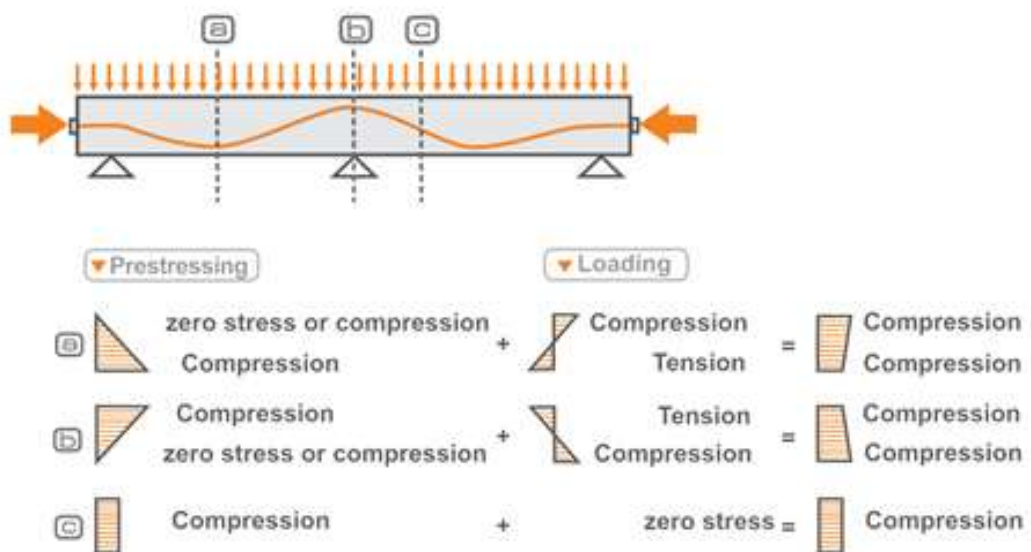 a b c
Prestressing Loading
zero stress or compression Compression Compression
a + =
Compression Tension Compression
Compression Tension Compression
b + =
zero stress or compression Compression Compression
c Compression + zero stress = Compression